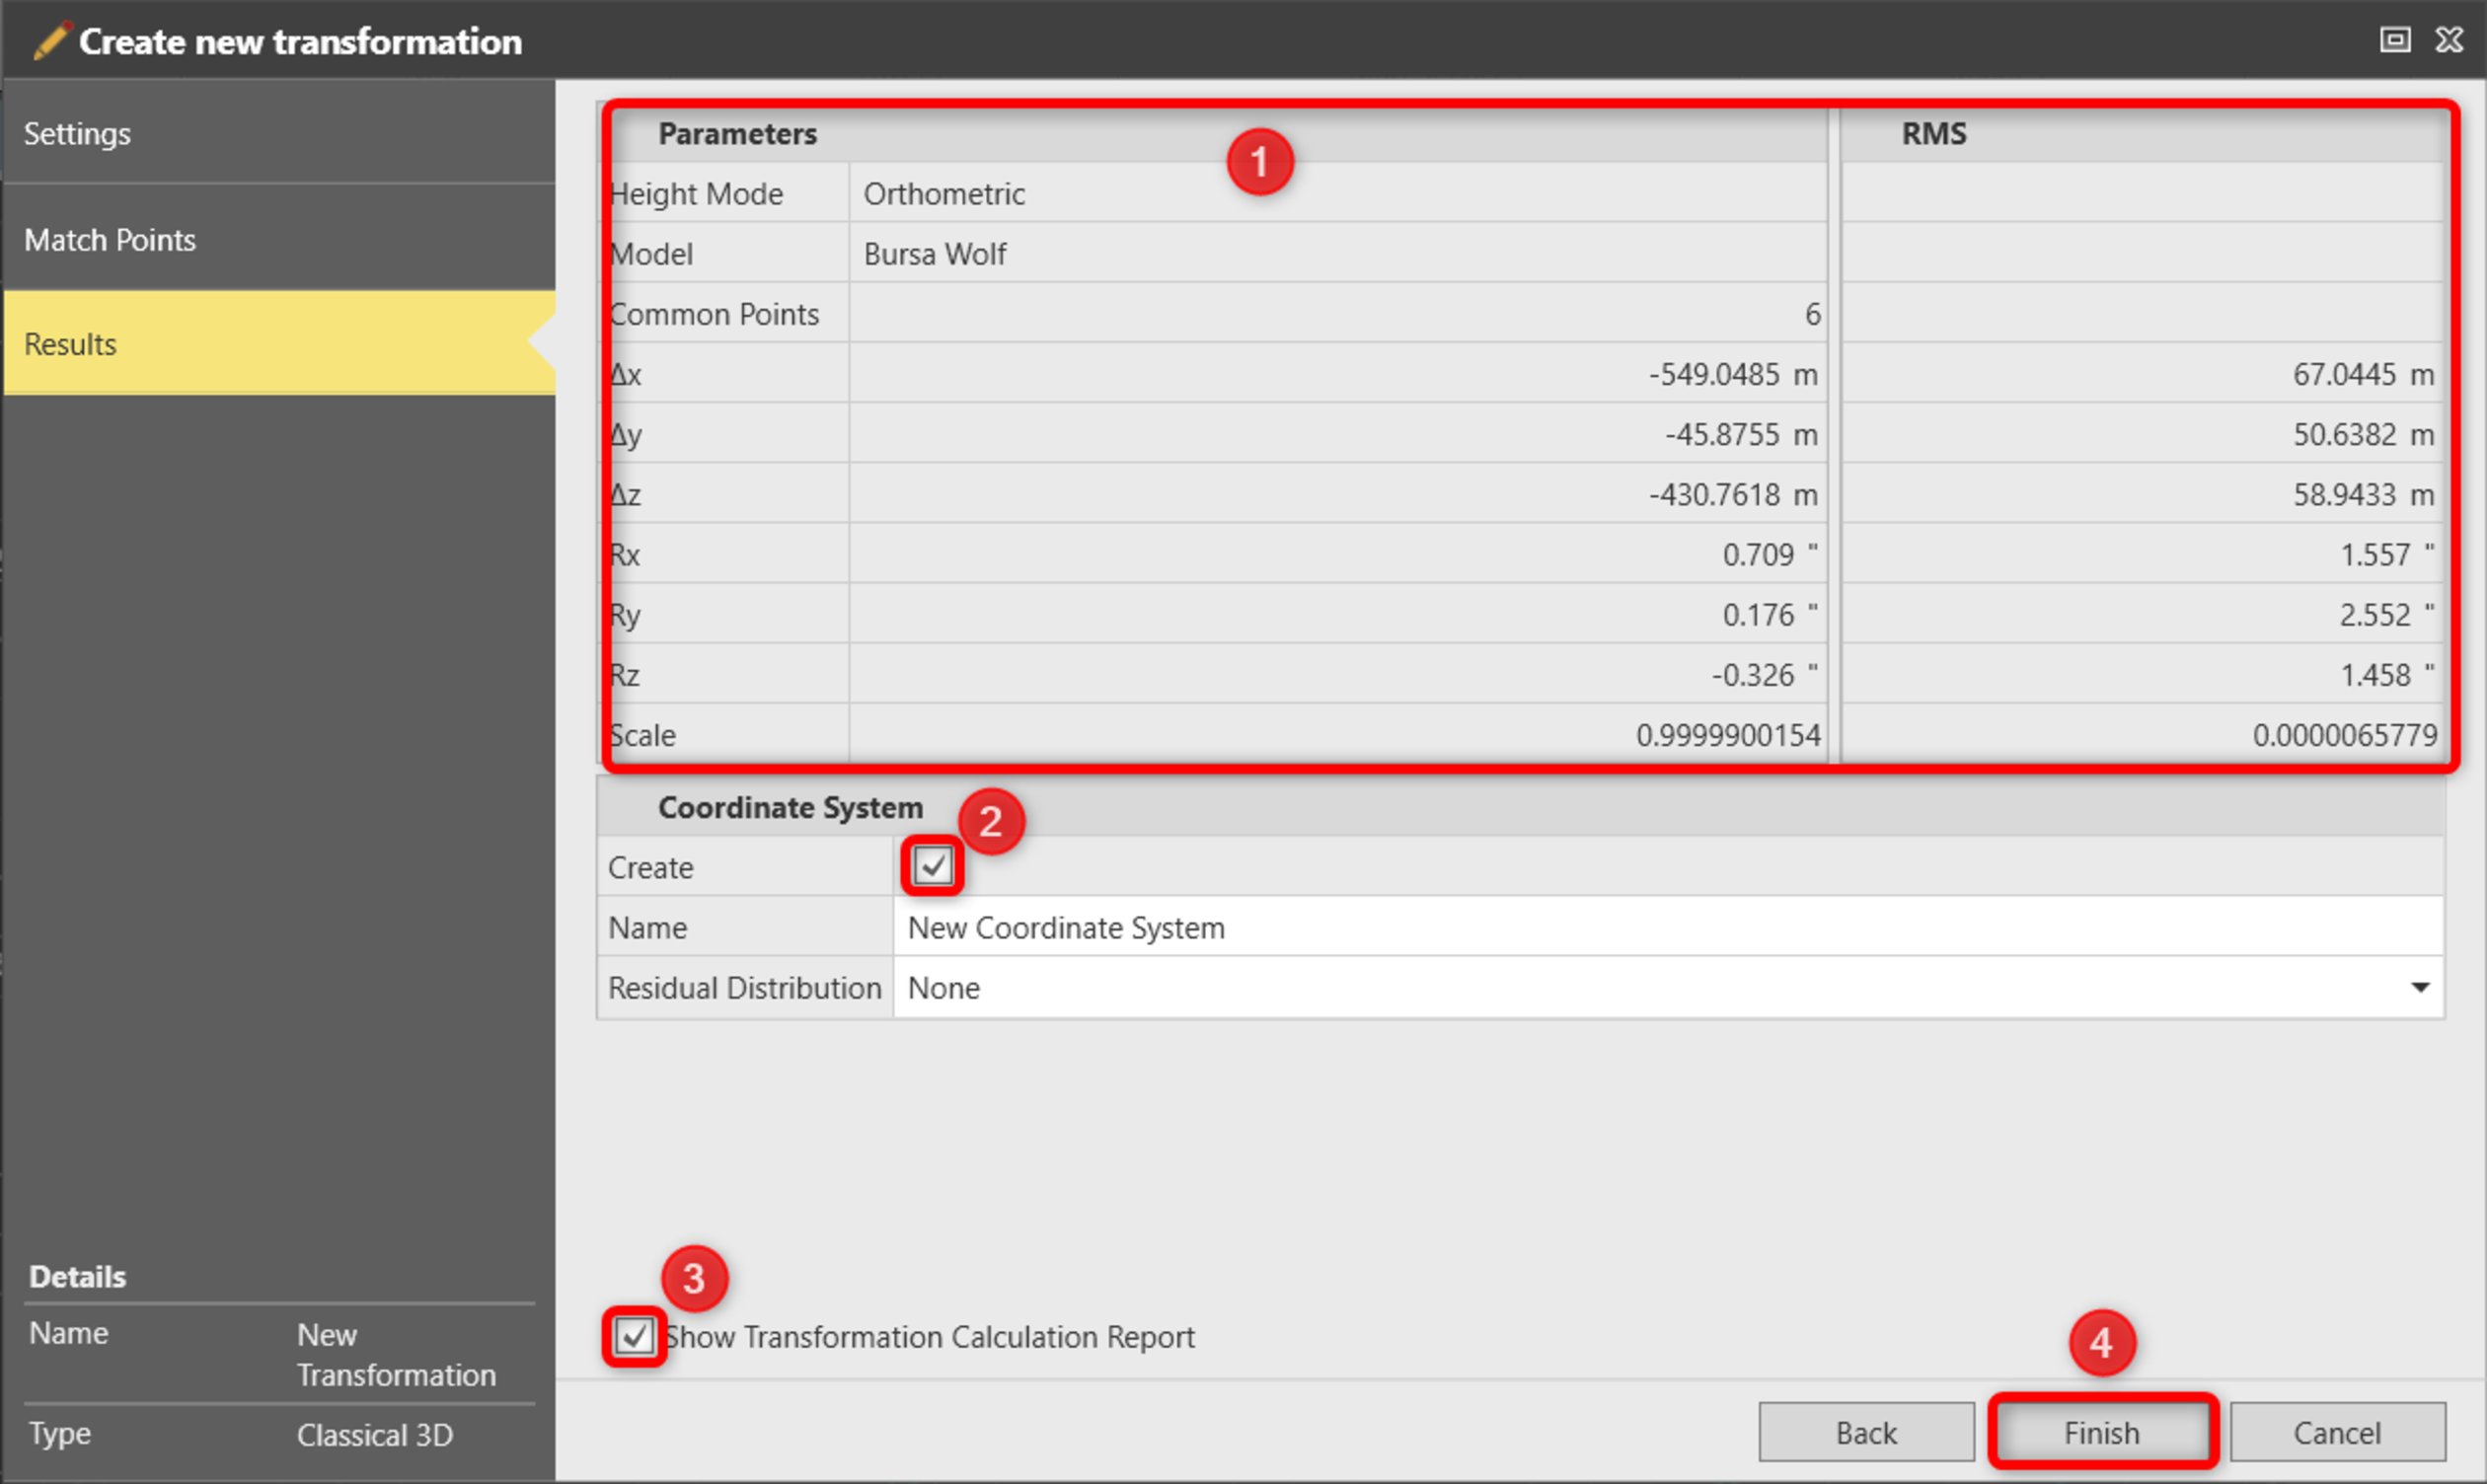 Create new transformation
Settings
Match Points
Results
Parameters
RMS
1
Height Mode Orthometric
Model Bursa Wolf
Common Points 6
Δx -549.0485 m 67.0445 m
Δy -45.8755 m 50.6382 m
Δz -430.7618 m 58.9433 m
Rx 0.709 " 1.557 "
Ry 0.176 " 2.552 "
Rz -0.326 " 1.458 "
Scale 0.9999900154 0.0000065779
Coordinate System
2
Create
Name New Coordinate System
Residual Distribution None
3
Show Transformation Calculation Report
Details
Name New
Transformation
Type Classical 3D
4
Back Finish Cancel